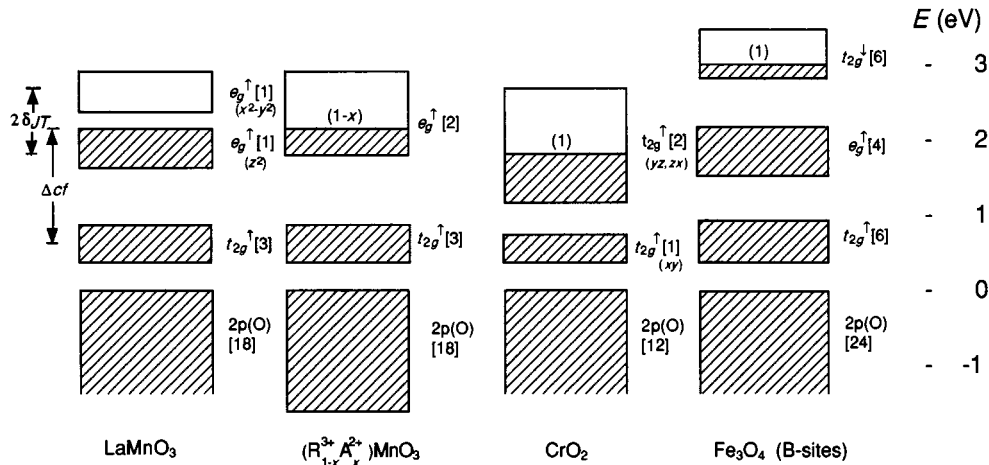 E (eV)
3
2
1
0
-1
2δJT
Δcf
eg↑[1]
(x²-y²)
eg↑[1]
(z²)
t2g↑[3]
2p(O)
[18]
LaMnO3
(1-x)
eg↑[2]
t2g↑[3]
2p(O)
[18]
(R3+1-xA2+x)MnO3
(1)
t2g↑[2]
(yz,zx)
t2g↑[1]
(xy)
2p(O)
[12]
CrO2
(1)
t2g↓[6]
eg↑[4]
t2g↑[6]
2p(O)
[24]
Fe3O4 (B-sites)